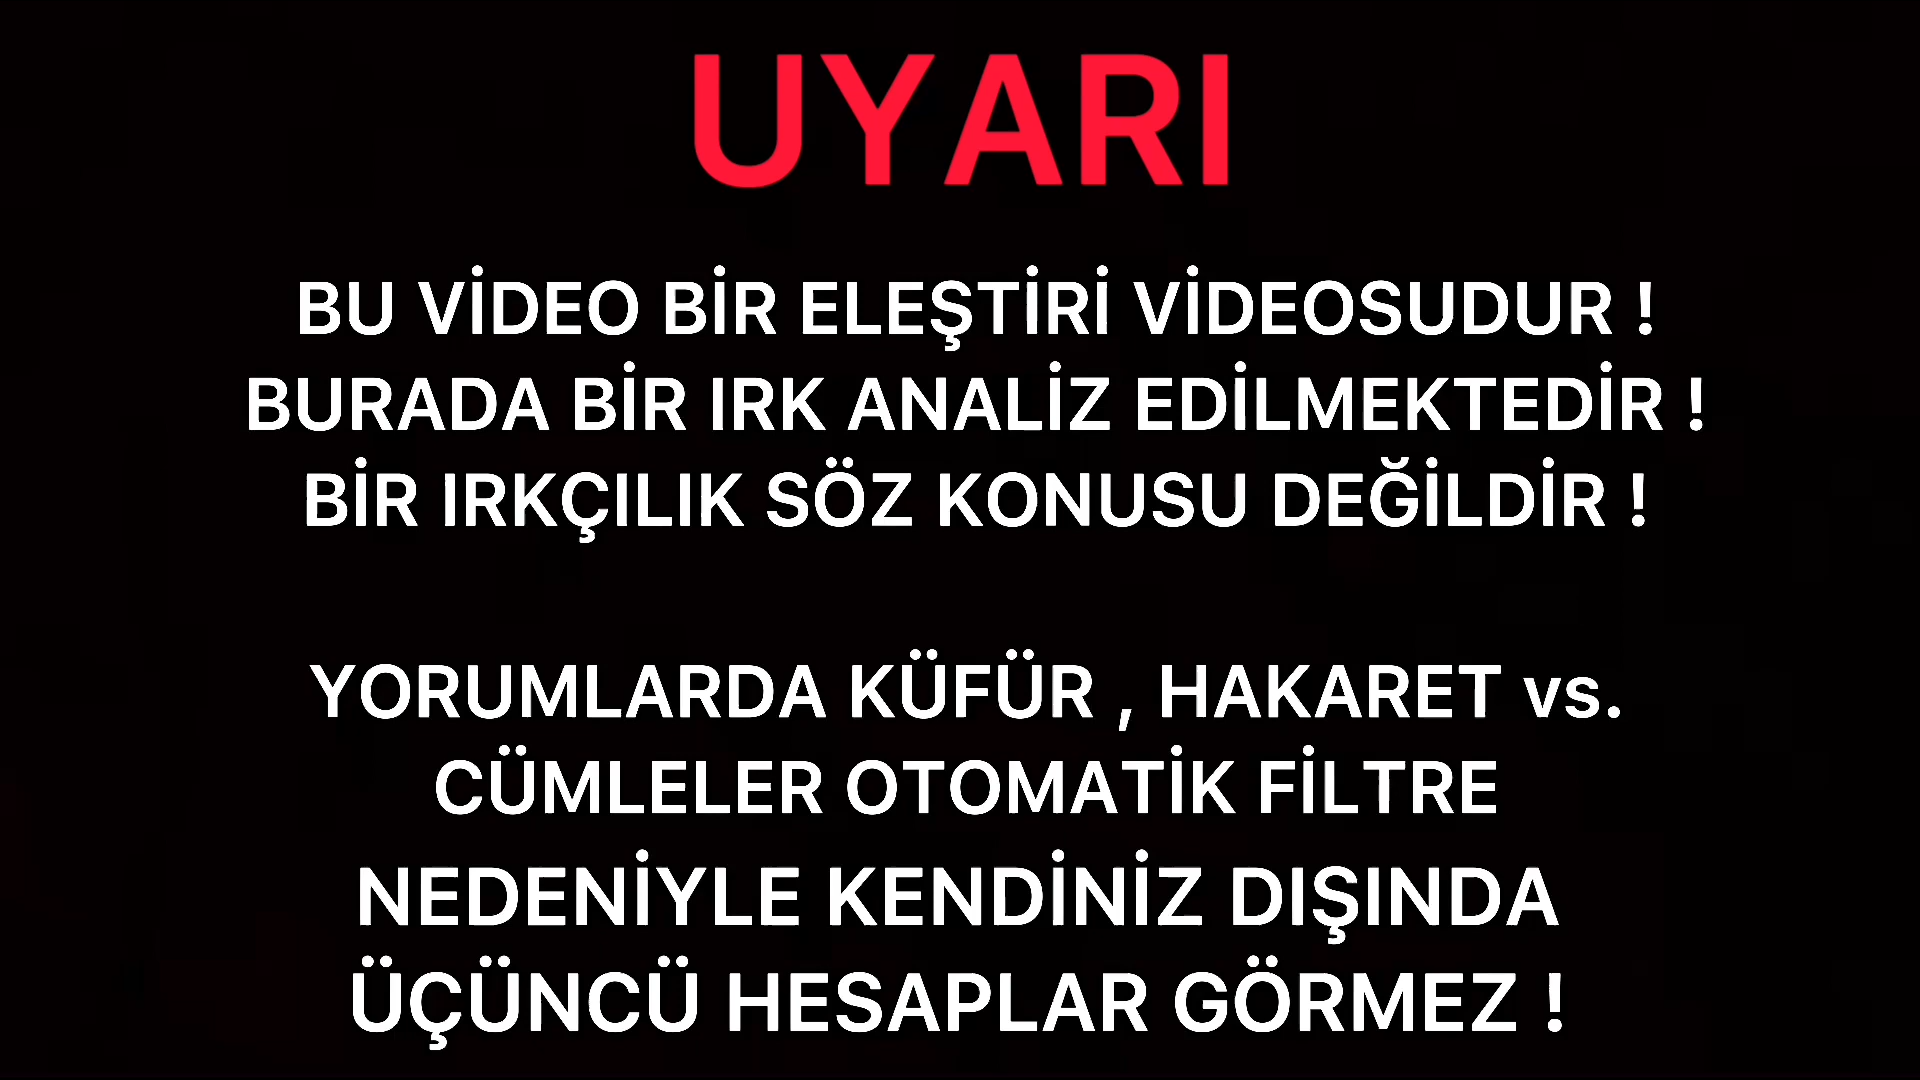 UYARI
BU VİDEO BİR ELEŞTİRİ VİDEOSUDUR !
BURADA BİR IRK ANALİZ EDİLMEKTEDİR !
BİR IRKÇILIK SÖZ KONUSU DEĞİLDİR !
YORUMLARDA KÜFÜR , HAKARET vs.
CÜMLELER OTOMATİK FİLTRE
NEDENİYLE KENDİNİZ DIŞINDA
ÜÇÜNCÜ HESAPLAR GÖRMEZ !